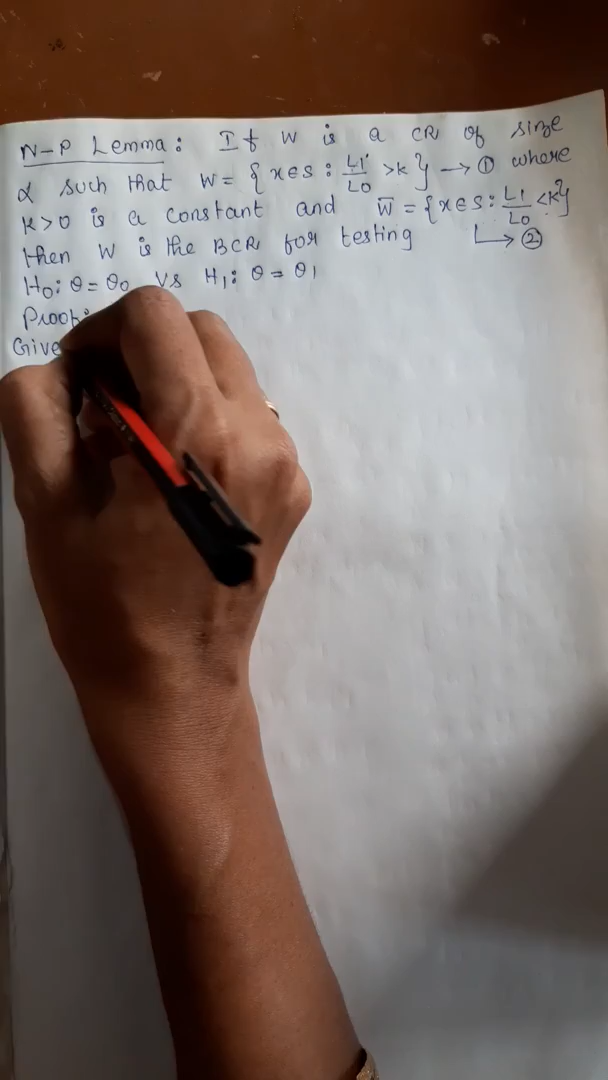 N-P Lemma: If W is a CR of size
α such that W = { x∈S : L1/L0 >k } → ① where
K>0 is a constant and W̅ = {x∈S : L1/L0 <k}
then W is the BCR for testing ↳ ②
H0: θ = θ0 Vs H1: θ = θ1
Proof:
Give